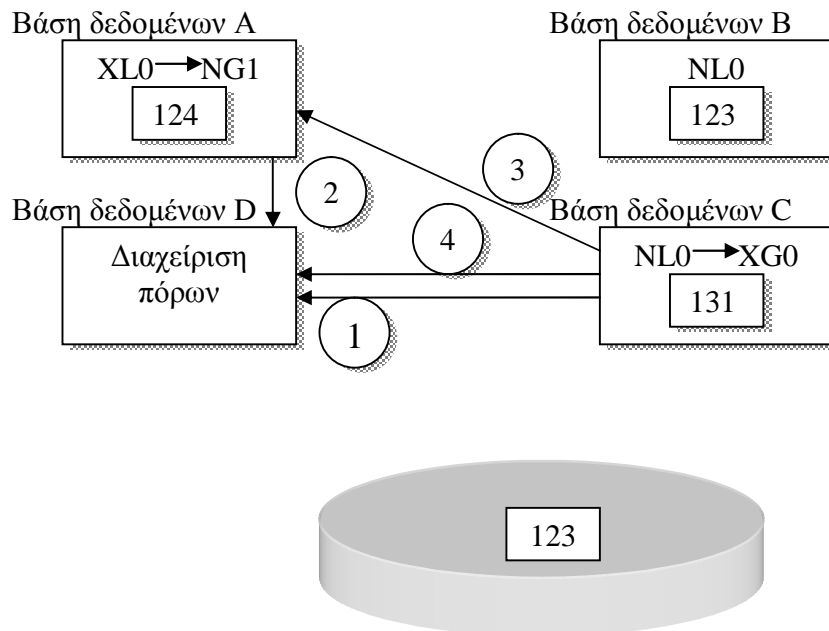 Βάση δεδομένων Α
Βάση δεδομένων Β
XL0 NG1
NL0
124
123
3
2
Βάση δεδομένων D
Βάση δεδομένων C
4
Διαχείριση
πόρων
NL0 XG0
131
1
123